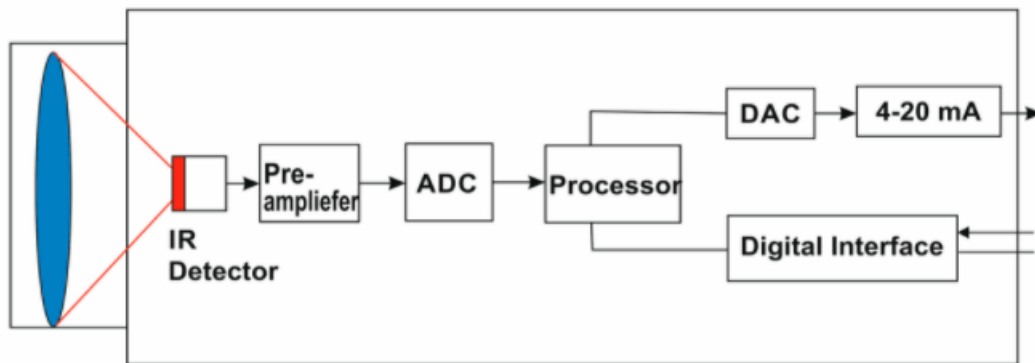 IR
Detector
Pre-
ampliefer
ADC
Processor
DAC
4-20 mA
Digital Interface